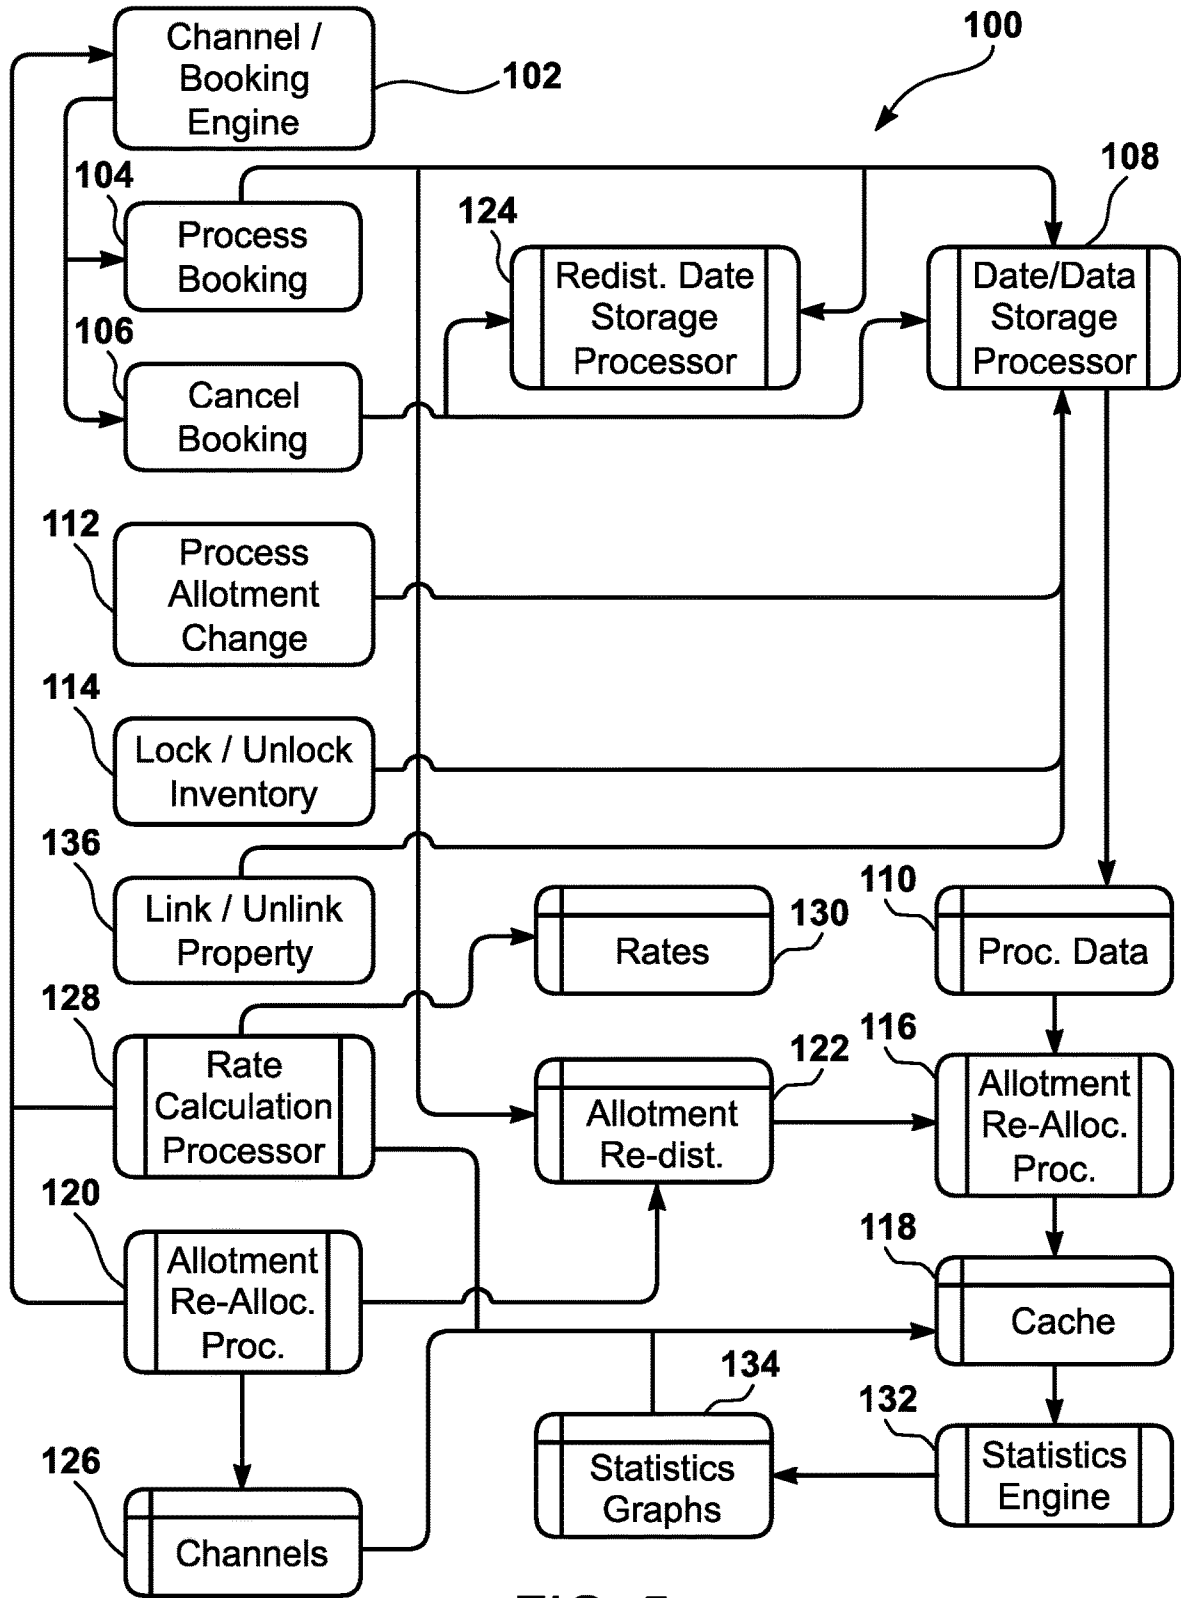 Channel /
Booking
Engine
102
100
104
Process
Booking
124
Redist. Date
Storage
Processor
108
Date/Data
Storage
Processor
106
Cancel
Booking
112
Process
Allotment
Change
114
Lock / Unlock
Inventory
136
Link / Unlink
Property
130
Rates
110
Proc. Data
128
Rate
Calculation
Processor
122
Allotment
Re-dist.
116
Allotment
Re-Alloc.
Proc.
120
Allotment
Re-Alloc.
Proc.
118
Cache
134
Statistics
Graphs
132
Statistics
Engine
126
Channels